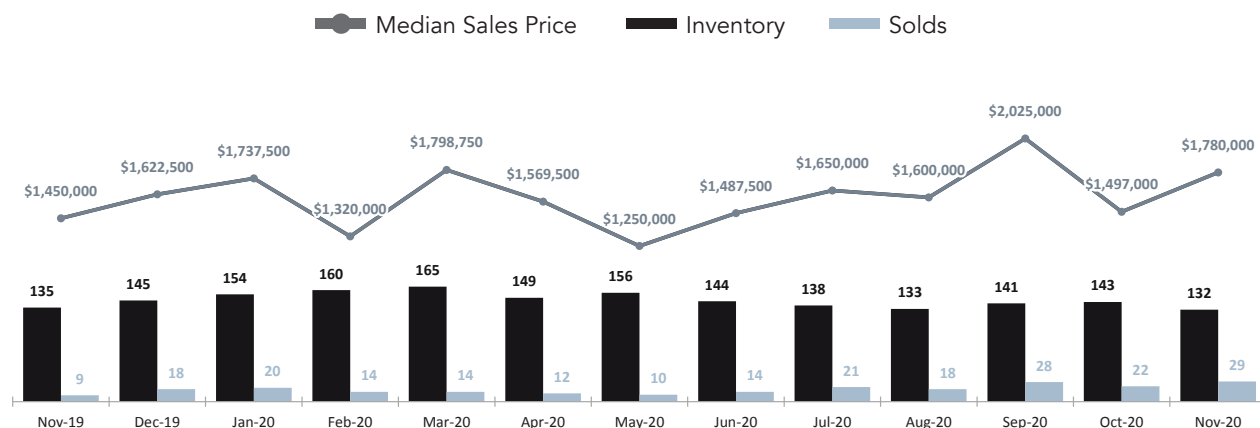 Median Sales Price Inventory Solds
$1,450,000 $1,622,500 $1,737,500 $1,320,000 $1,798,750 $1,569,500 $1,250,000 $1,487,500 $1,650,000 $1,600,000 $2,025,000 $1,497,000 $1,780,000
135 145 154 160 165 149 156 144 138 133 141 143 132
9 18 20 14 14 12 10 14 21 18 28 22 29
Nov-19 Dec-19 Jan-20 Feb-20 Mar-20 Apr-20 May-20 Jun-20 Jul-20 Aug-20 Sep-20 Oct-20 Nov-20